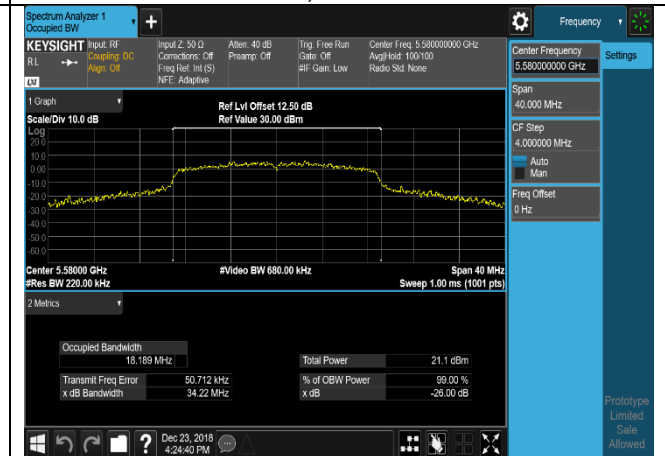 Spectrum Analyzer 1
Occupied BW
+
Frequency
KEYSIGHT
RL
LXI
Input: RF
Coupling: DC
Align: Off
Input Z: 50 Ω
Corrections: Off
Freq Ref: Int (S)
NFE: Adaptive
Atten: 40 dB
Preamp: Off
Trig: Free Run
Gate: Off
#IF Gain: Low
Center Freq: 5.580000000 GHz
Avg|Hold: 100/100
Radio Std: None
Center Frequency
5.580000000 GHz
Settings
Span
40.000 MHz
CF Step
4.000000 MHz
Auto
Man
Freq Offset
0 Hz
1 Graph
Scale/Div 10.0 dB
Ref Lvl Offset 12.50 dB
Ref Value 30.00 dBm
Log
20.0
10.0
0.00
-10.0
-20.0
-30.0
-40.0
-50.0
-60.0
Center 5.58000 GHz
#Video BW 680.00 kHz
Span 40 MHz
#Res BW 220.00 kHz
Sweep 1.00 ms (1001 pts)
2 Metrics
Occupied Bandwidth
18.189 MHz
Total Power 21.1 dBm
Transmit Freq Error 50.712 kHz
% of OBW Power 99.00 %
x dB Bandwidth 34.22 MHz
x dB -26.00 dB
Prototype
Limited
Sale
Allowed
?
Dec 23, 2018
4:24:40 PM